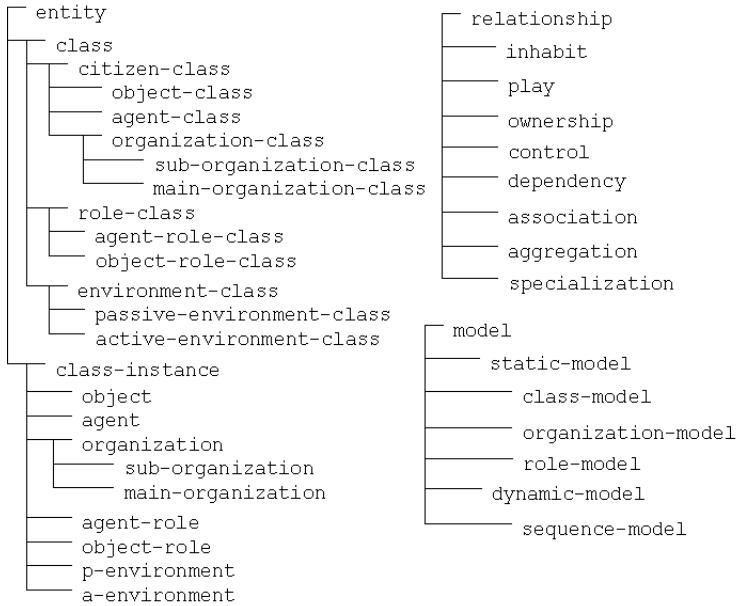 entity
class
citizen-class
object-class
agent-class
organization-class
sub-organization-class
main-organization-class
role-class
agent-role-class
object-role-class
environment-class
passive-environment-class
active-environment-class
class-instance
object
agent
organization
sub-organization
main-organization
agent-role
object-role
p-environment
a-environment
relationship
inhabit
play
ownership
control
dependency
association
aggregation
specialization
model
static-model
class-model
organization-model
role-model
dynamic-model
sequence-model